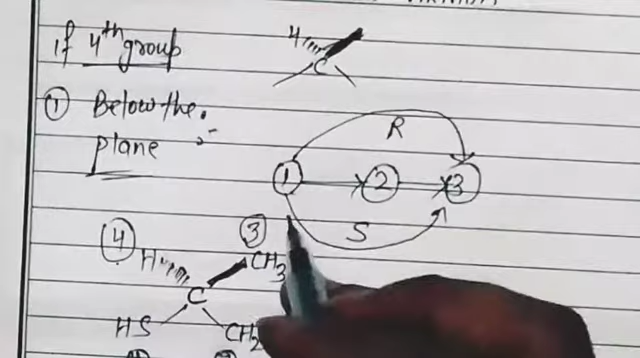 If 4th group
4
C
① Below the
plane :-
R
① → ② → ③
S
④ H
③ CH3
C
HS
CH2